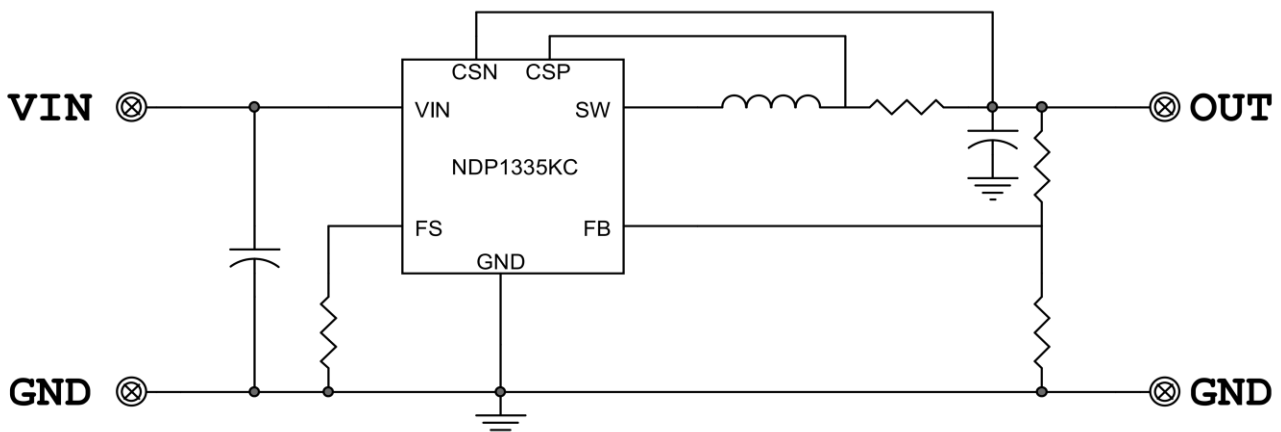 CSN CSP
VIN VIN SW OUT
NDP1335KC
FS FB
GND
GND GND